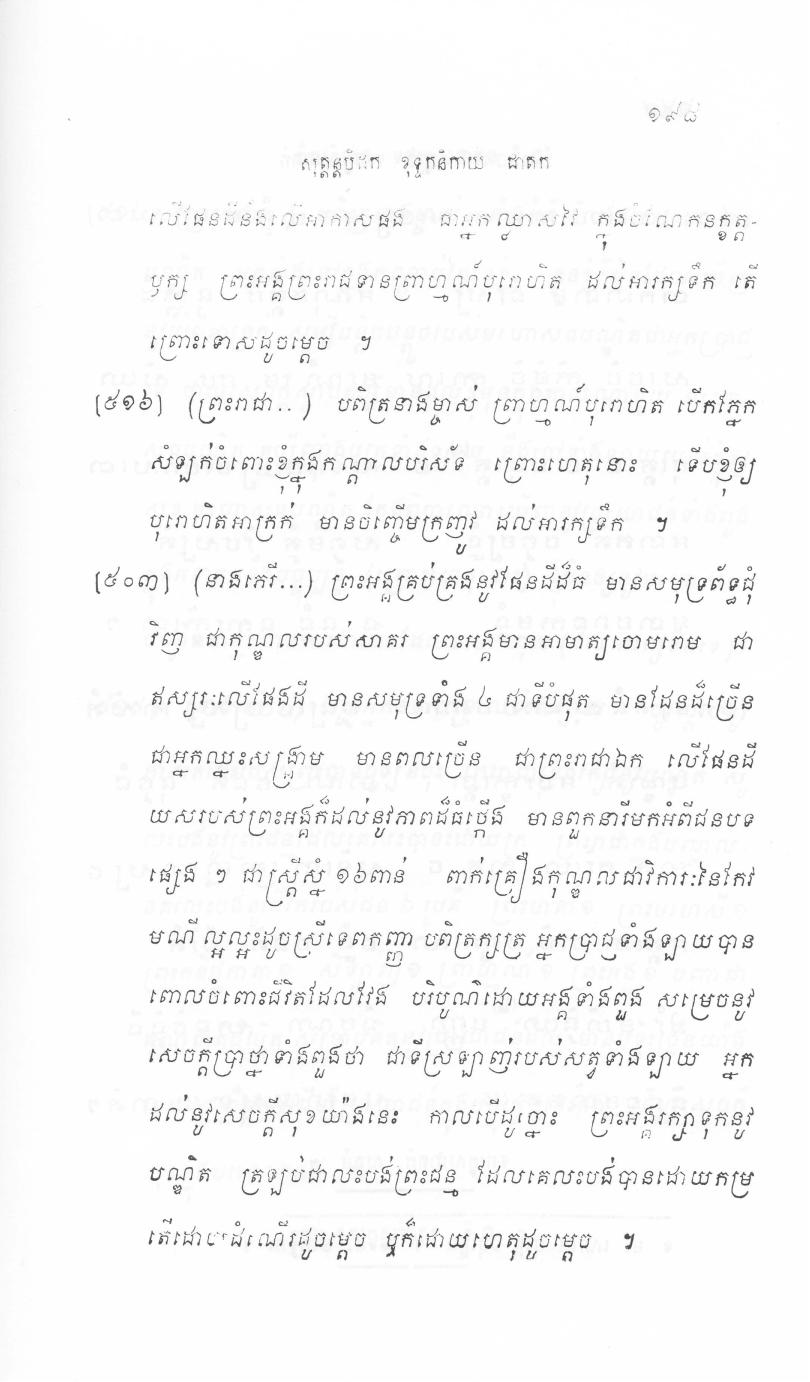 ១៩៨
សុត្តន្តបិដក ខុទ្ទកនិកាយ ជាតក
លើផែនដីនិងលើអាកាសផង ជាអ្នកឈ្លាសវៃ ក្នុងចំណែកនក្ខត្ត-
ឫក្ស ព្រះអង្គព្រះរាជទានព្រាហ្មណ៍បុរោហិត ដល់អារក្សទឹក តើ
ព្រោះទោសដូចម្តេច ។
[៥១៦] (ព្រះរាជា..) បពិត្រនាងម្ចាស់ ព្រាហ្មណ៍បុរោហិត បើកភ្នែក
សំឡក់ចំពោះខ្ញុំក្នុងកណ្តាលបរិស័ទ ព្រោះហេតុនោះ ទើបខ្ញុំឲ្យ
បុរោហិតអាក្រក់ មានចិញ្ចើមក្រញូវ ដល់អារក្សទឹក ។
[៥០៣] (នាងភេរី...) ព្រះអង្គគ្រប់គ្រងនូវផែនដីដ៏ធំ មានសមុទ្រព័ទ្ធជុំ
វិញ ជាកុណ្ឌលរបស់សាគរ ព្រះអង្គមានអាមាត្យចោមរោម ជា
ឥស្សរៈលើផែងដី មានសមុទ្រទាំង ៤ ជាទីបំផុត មានដែនដ៏ច្រើន
ជាអ្នកឈ្នះសង្គ្រាម មានពលច្រើន ជាព្រះរាជាឯក លើផែនដី
យសរបស់ព្រះអង្គក៏ដល់នូវភាពដ៏ធំថ្កើង មានពួកនារីមកអំពីជនបទ
ផ្សេង ៗ ជាស្ត្រីស្នំ ១៦ពាន់ ពាក់គ្រឿងកុណ្ឌលជាវិការៈនៃកែវ
មណី ល្អល្អះដូចស្រីទេពកញ្ញា បពិត្រក្សត្រ អ្នកប្រាជ្ញទាំងឡាយបាន
ពោលចំពោះជីវិតដែលវែង បរិបូណ៌ដោយអង្គទាំងពួង សម្រេចនូវ
សេចក្តីប្រាថ្នាទាំងពួងថា ជាទីស្រឡាញ់របស់សត្វទាំងឡាយ អ្នក
ដល់នូវសេចក្តីសុខយ៉ាងនេះ កាលបើដូច្នោះ ព្រះអង្គរក្សាទុកនូវ
បណ្ឌិត ត្រឡប់ជាលះបង់ព្រះជន្ម ដែលគេលះបង់បានដោយកម្រ
តើដោយដំណើរដូចម្តេច ឬក៏ដោយហេតុដូចម្តេច ។